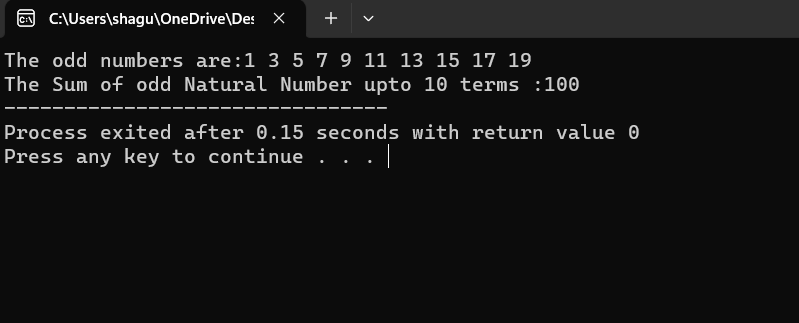 C:\Users\shagu\OneDrive\Des
The odd numbers are:1 3 5 7 9 11 13 15 17 19
The Sum of odd Natural Number upto 10 terms :100
--------------------------------
Process exited after 0.15 seconds with return value 0
Press any key to continue . . .